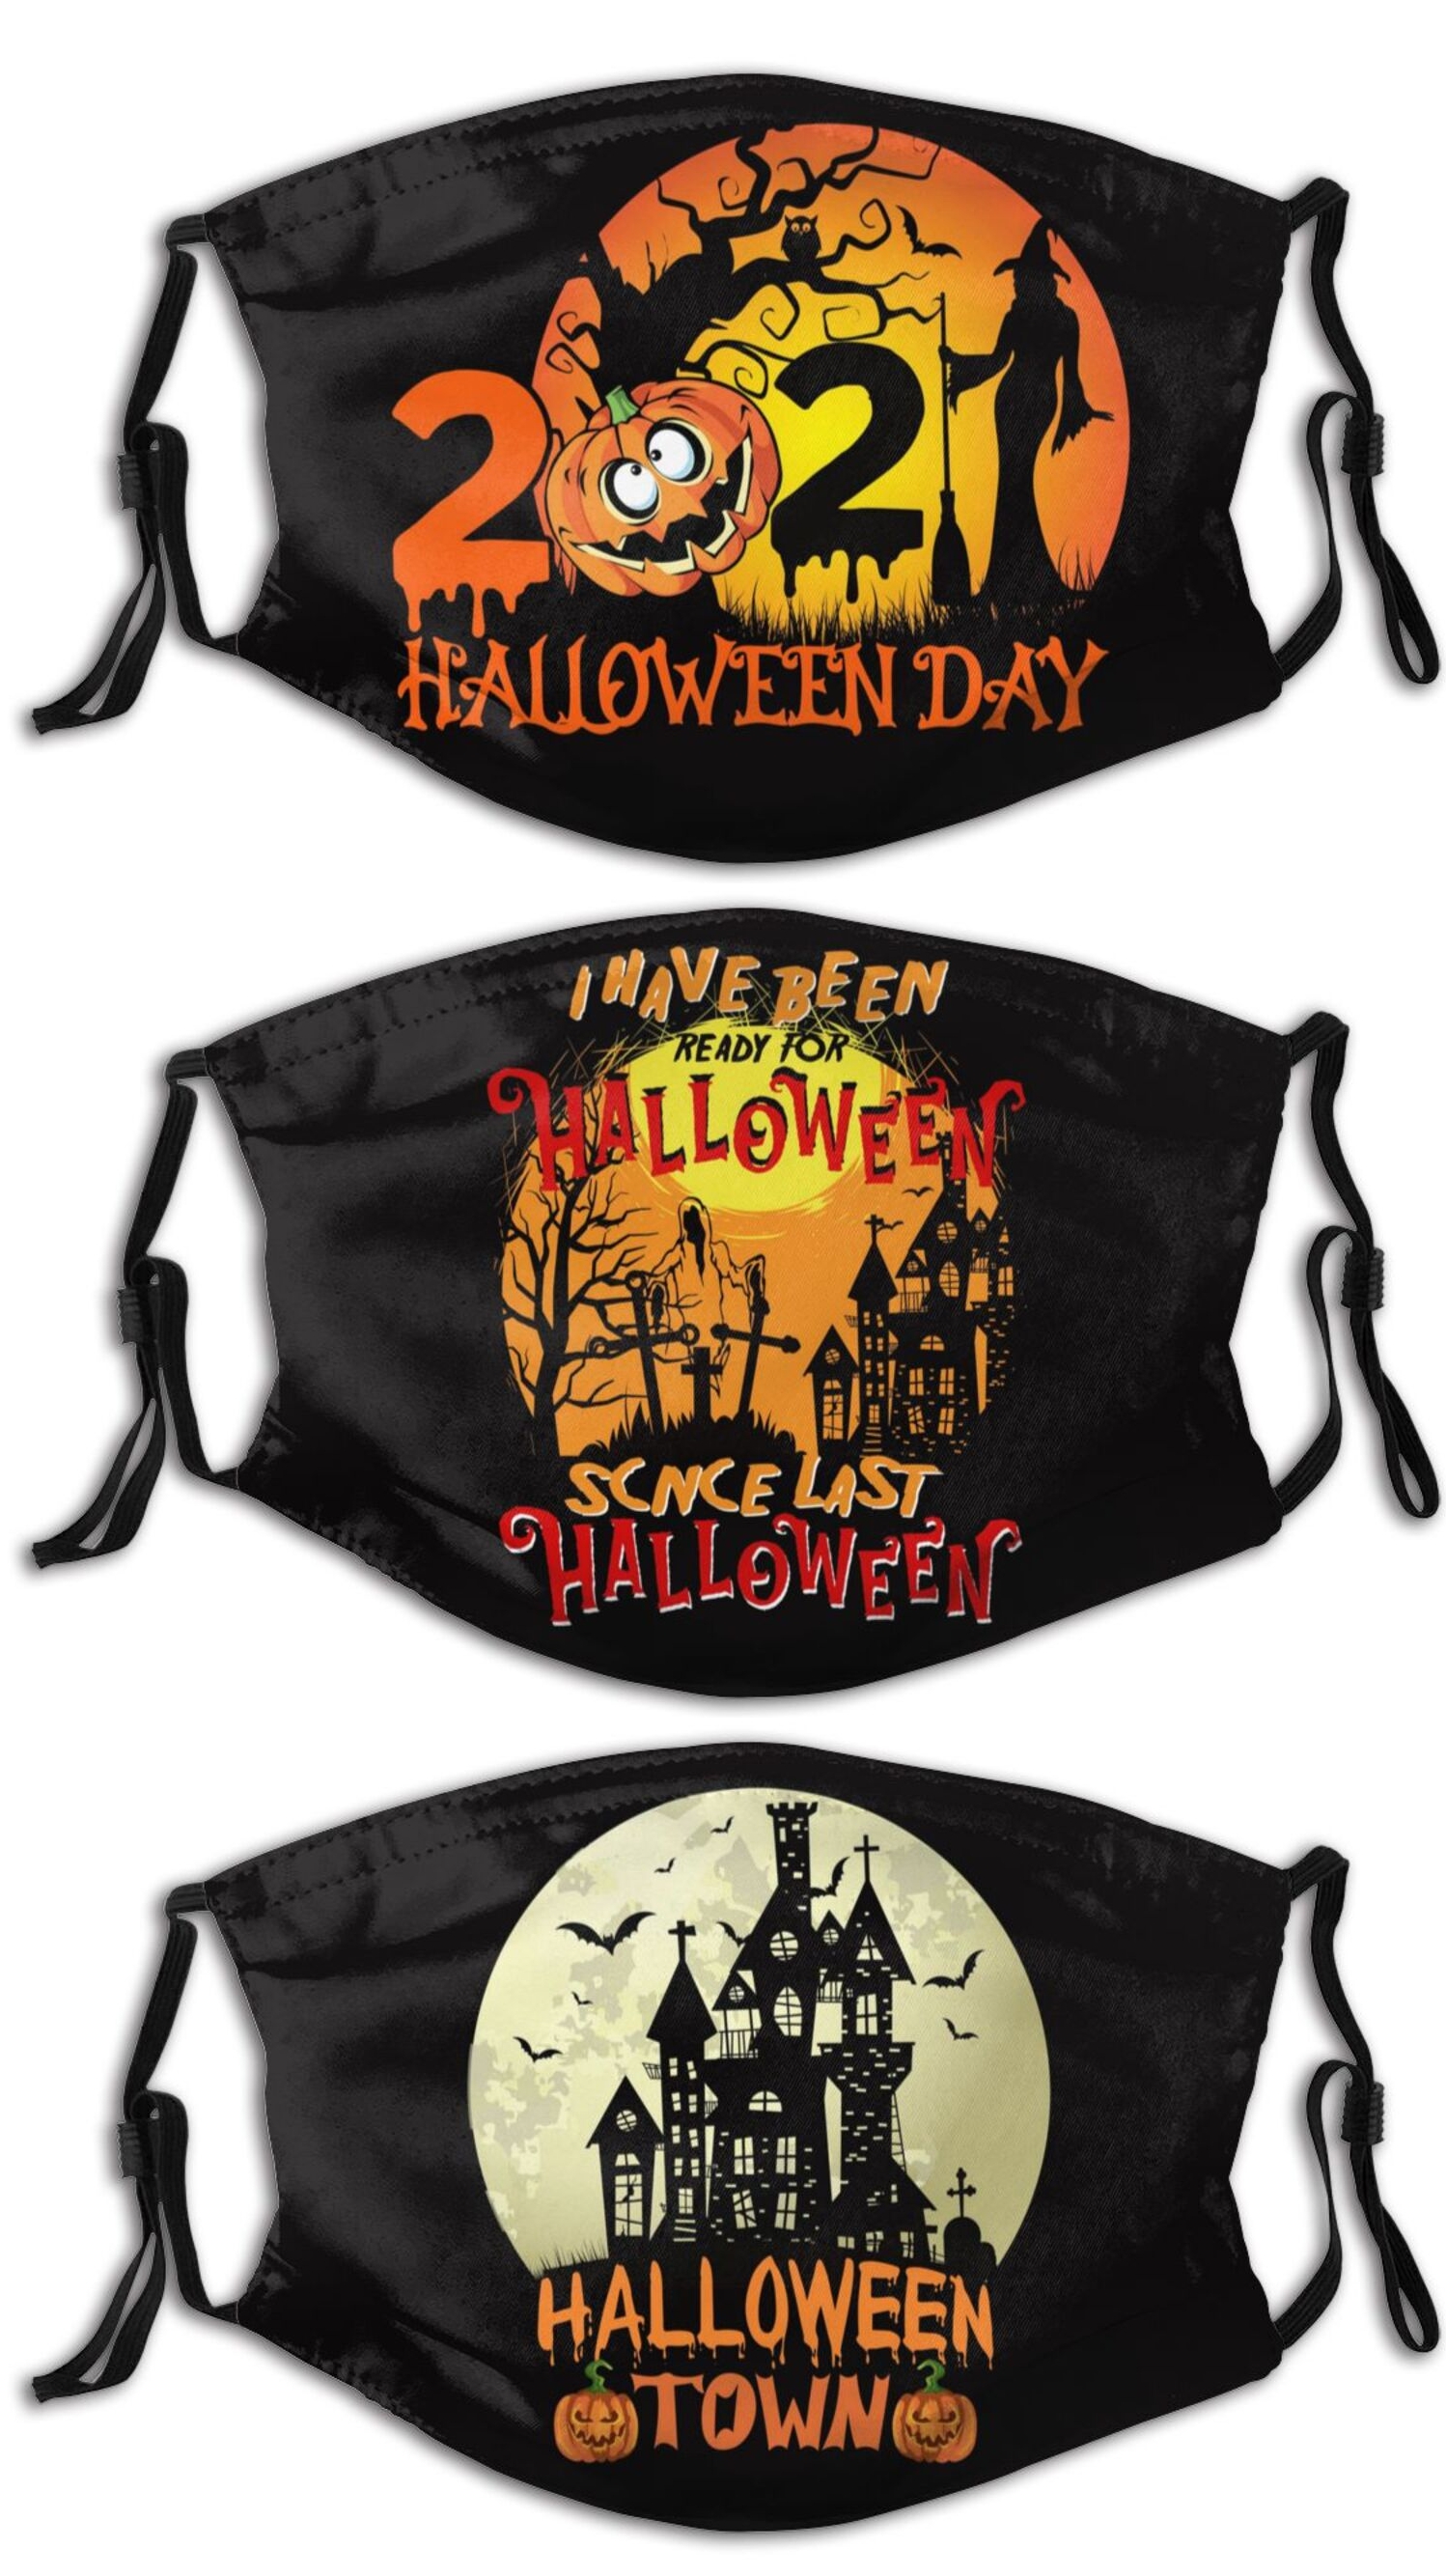 2021
HALLOWEEN DAY
I HAVE BEEN
READY FOR
HALLOWEEN
SCNCE LAST
HALLOWEEN
HALLOWEEN
TOWN